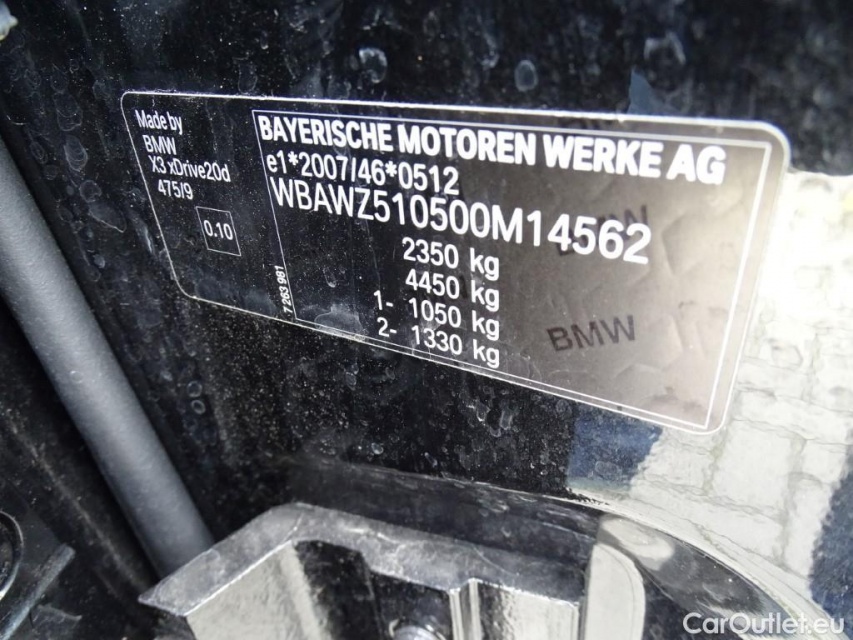 Made by
BMW
X3 xDrive20d
475/9
0.10
7 263 981
BAYERISCHE MOTOREN WERKE AG
e1*2007/46*0512
WBAWZ510500M14562
2350 kg
4450 kg
1- 1050 kg
2- 1330 kg
BMW
CarOutlet.eu